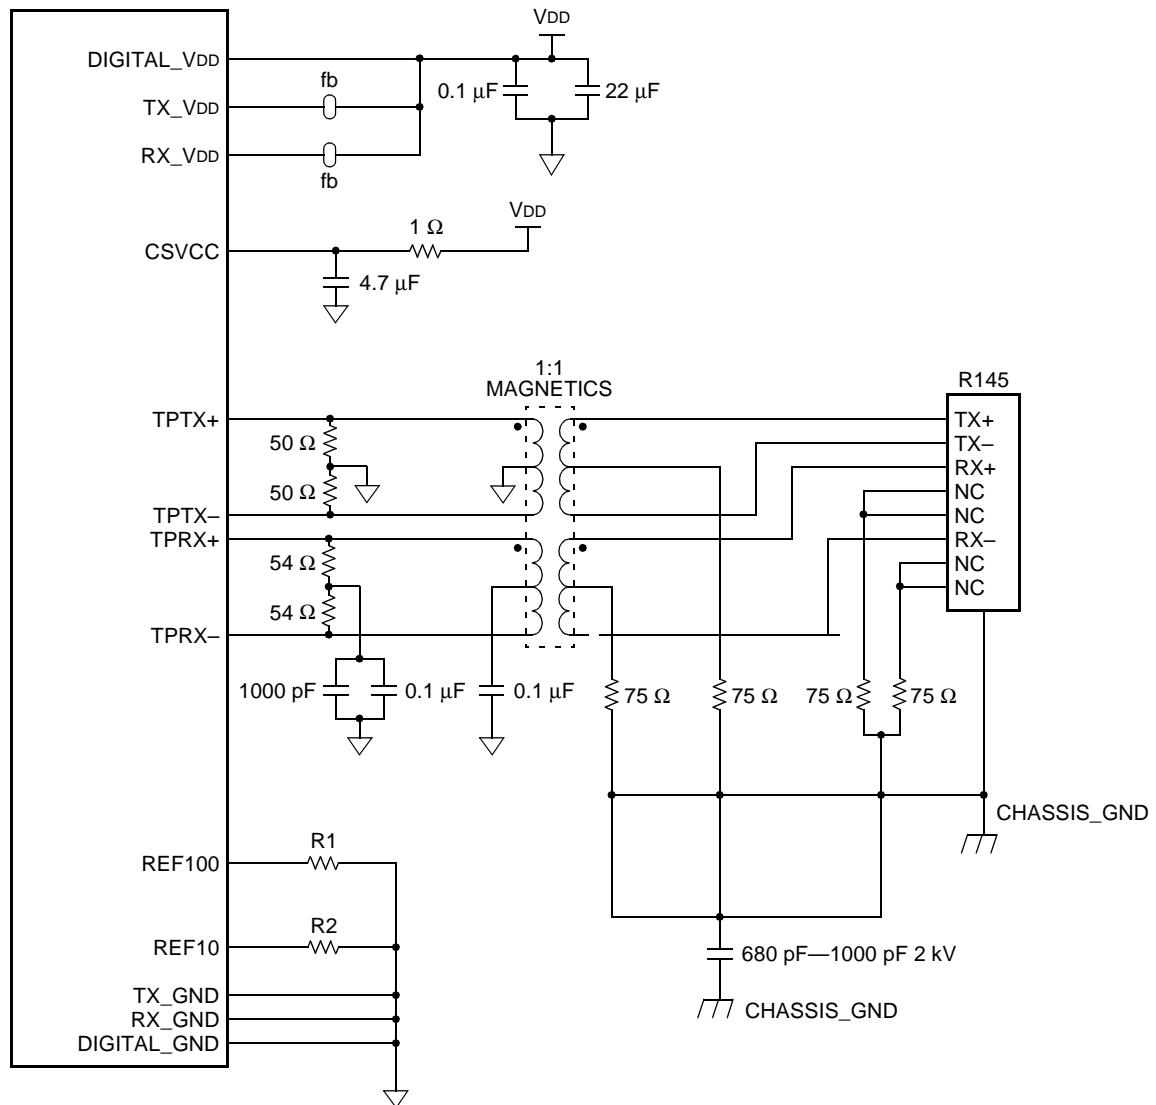 VDD
DIGITAL_VDD
fb
0.1 μF
22 μF
TX_VDD
RX_VDD
fb
VDD
1 Ω
CSVCC
4.7 μF
1:1
MAGNETICS
R145
TPTX+
TX+
50 Ω
TX–
RX+
50 Ω
NC
TPTX–
NC
TPRX+
RX–
54 Ω
NC
54 Ω
NC
TPRX–
1000 pF
0.1 μF
0.1 μF
75 Ω
75 Ω
75 Ω
75 Ω
CHASSIS_GND
R1
REF100
R2
REF10
680 pF—1000 pF 2 kV
TX_GND
CHASSIS_GND
RX_GND
DIGITAL_GND